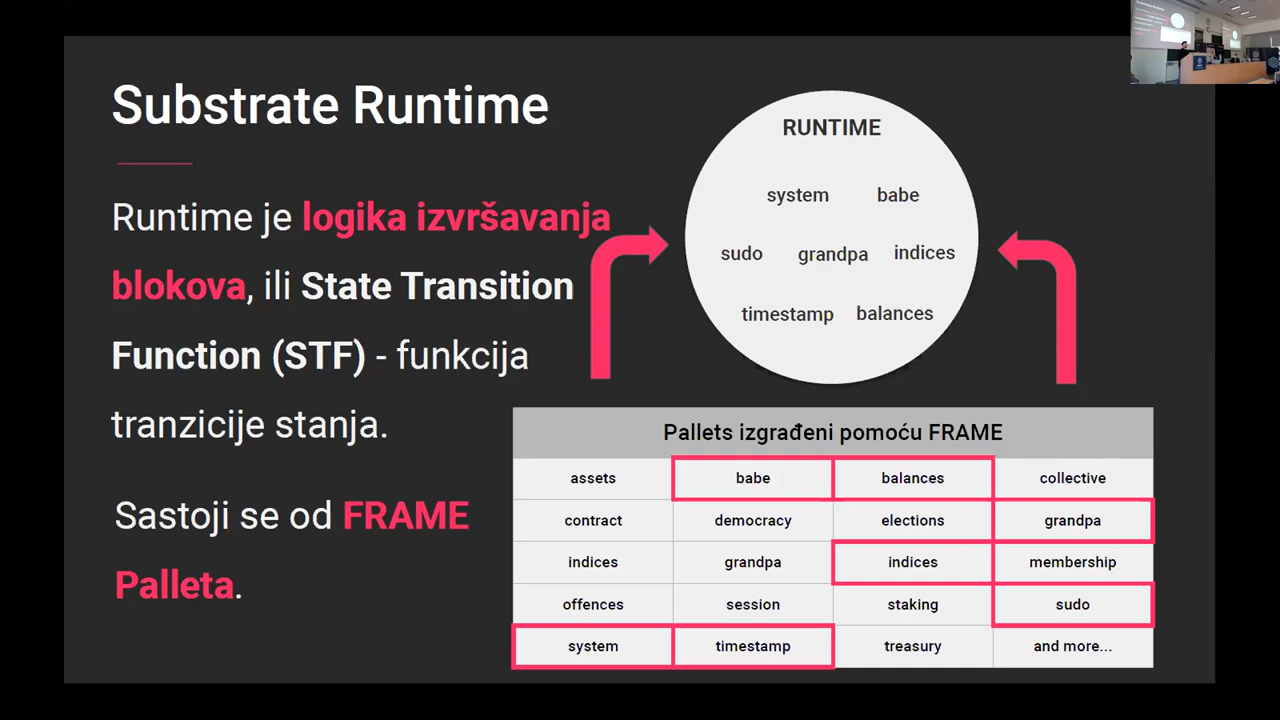 Substrate Runtime
Runtime je logika izvršavanja
blokova, ili State Transition
Function (STF) - funkcija
tranzicije stanja.
Sastoji se od FRAME
Palleta.
RUNTIME
system babe
sudo grandpa indices
timestamp balances
Pallets izgrađeni pomoću FRAME
assets babe balances collective
contract democracy elections grandpa
indices grandpa indices membership
offences session staking sudo
system timestamp treasury and more...